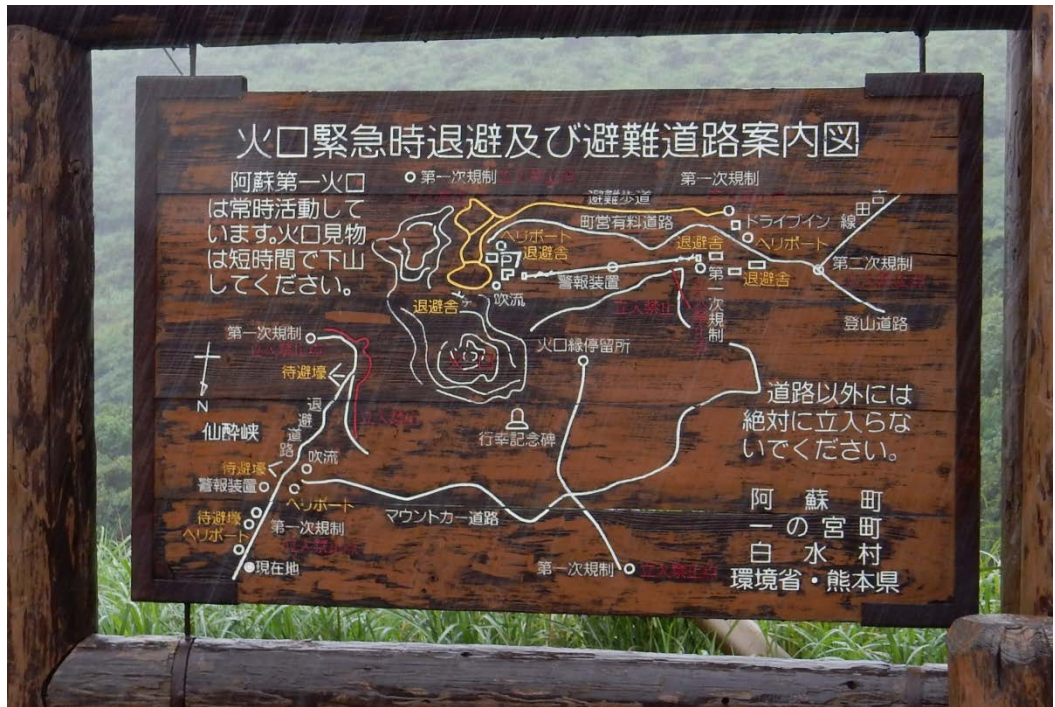 火口緊急時退避及び避難道路案内図
阿蘇第一火口
は常時活動して
います。火口見物
は短時間で下山
してください。
第一次規制
第一次規制
避難歩道
町営有料道路
ドライブイン
吉田線
ヘリポート
退避舎
退避舎
ヘリポート
第二次規制
警報装置
退避舎
吹流
退避舎
第一次規制
立入禁止
登山道路
第一次規制
火口縁停留所
待避壕
N
仙酔峡
退避道路
立入禁止
行幸記念碑
道路以外には
絶対に立入らな
いでください。
吹流
待避壕
警報装置
ヘリポート
マウントカー道路
待避壕
第一次規制
ヘリポート
現在地
第一次規制
阿蘇町
一の宮町
白水村
環境省・熊本県